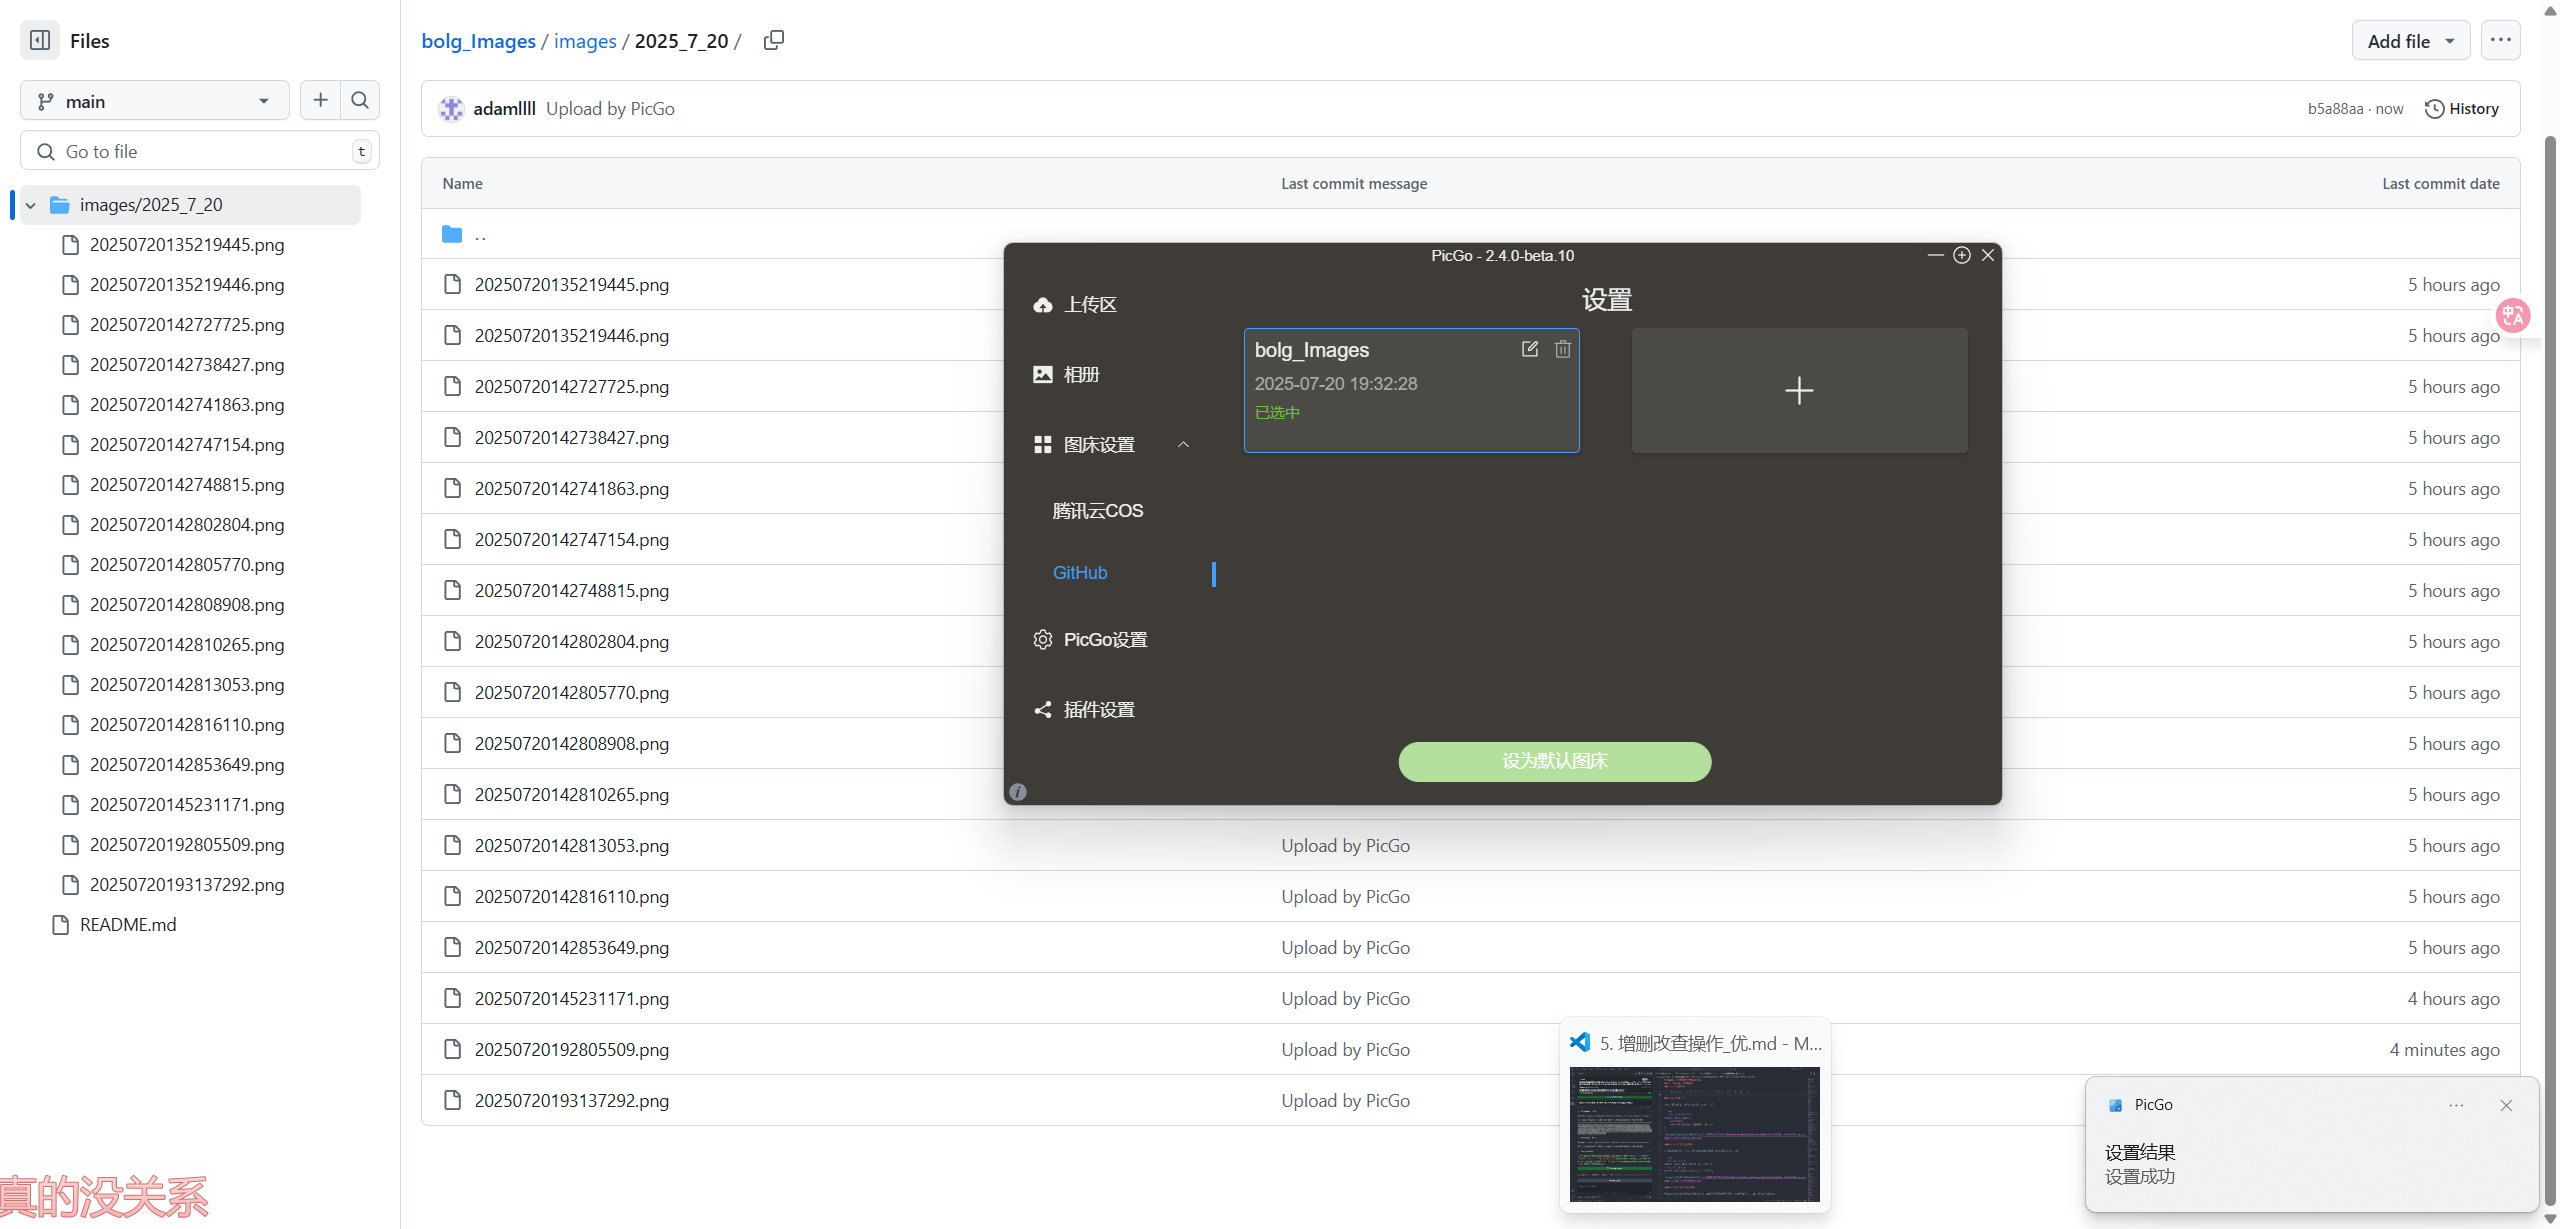 Files
main
Go to file
t
images/2025_7_20
20250720135219445.png
20250720135219446.png
20250720142727725.png
20250720142738427.png
20250720142741863.png
20250720142747154.png
20250720142748815.png
20250720142802804.png
20250720142805770.png
20250720142808908.png
20250720142810265.png
20250720142813053.png
20250720142816110.png
20250720142853649.png
20250720145231171.png
20250720192805509.png
20250720193137292.png
README.md
真的没关系
bolg_Images / images / 2025_7_20 /
Add file
adamllll Upload by PicGo
b5a88aa · now
History
Name Last commit message Last commit date
..
20250720135219445.png 5 hours ago
20250720135219446.png 5 hours ago
20250720142727725.png 5 hours ago
20250720142738427.png 5 hours ago
20250720142741863.png 5 hours ago
20250720142747154.png 5 hours ago
20250720142748815.png 5 hours ago
20250720142802804.png 5 hours ago
20250720142805770.png 5 hours ago
20250720142808908.png 5 hours ago
20250720142810265.png 5 hours ago
20250720142813053.png Upload by PicGo 5 hours ago
20250720142816110.png Upload by PicGo 5 hours ago
20250720142853649.png Upload by PicGo 5 hours ago
20250720145231171.png Upload by PicGo 4 hours ago
20250720192805509.png Upload by PicGo 4 minutes ago
20250720193137292.png Upload by PicGo
PicGo - 2.4.0-beta.10
上传区
相册
图床设置
腾讯云COS
GitHub
PicGo设置
插件设置
设置
bolg_Images
2025-07-20 19:32:28
已选中
设为默认图床
中A
5. 增删改查操作_优.md - M...
PicGo
设置结果
设置成功